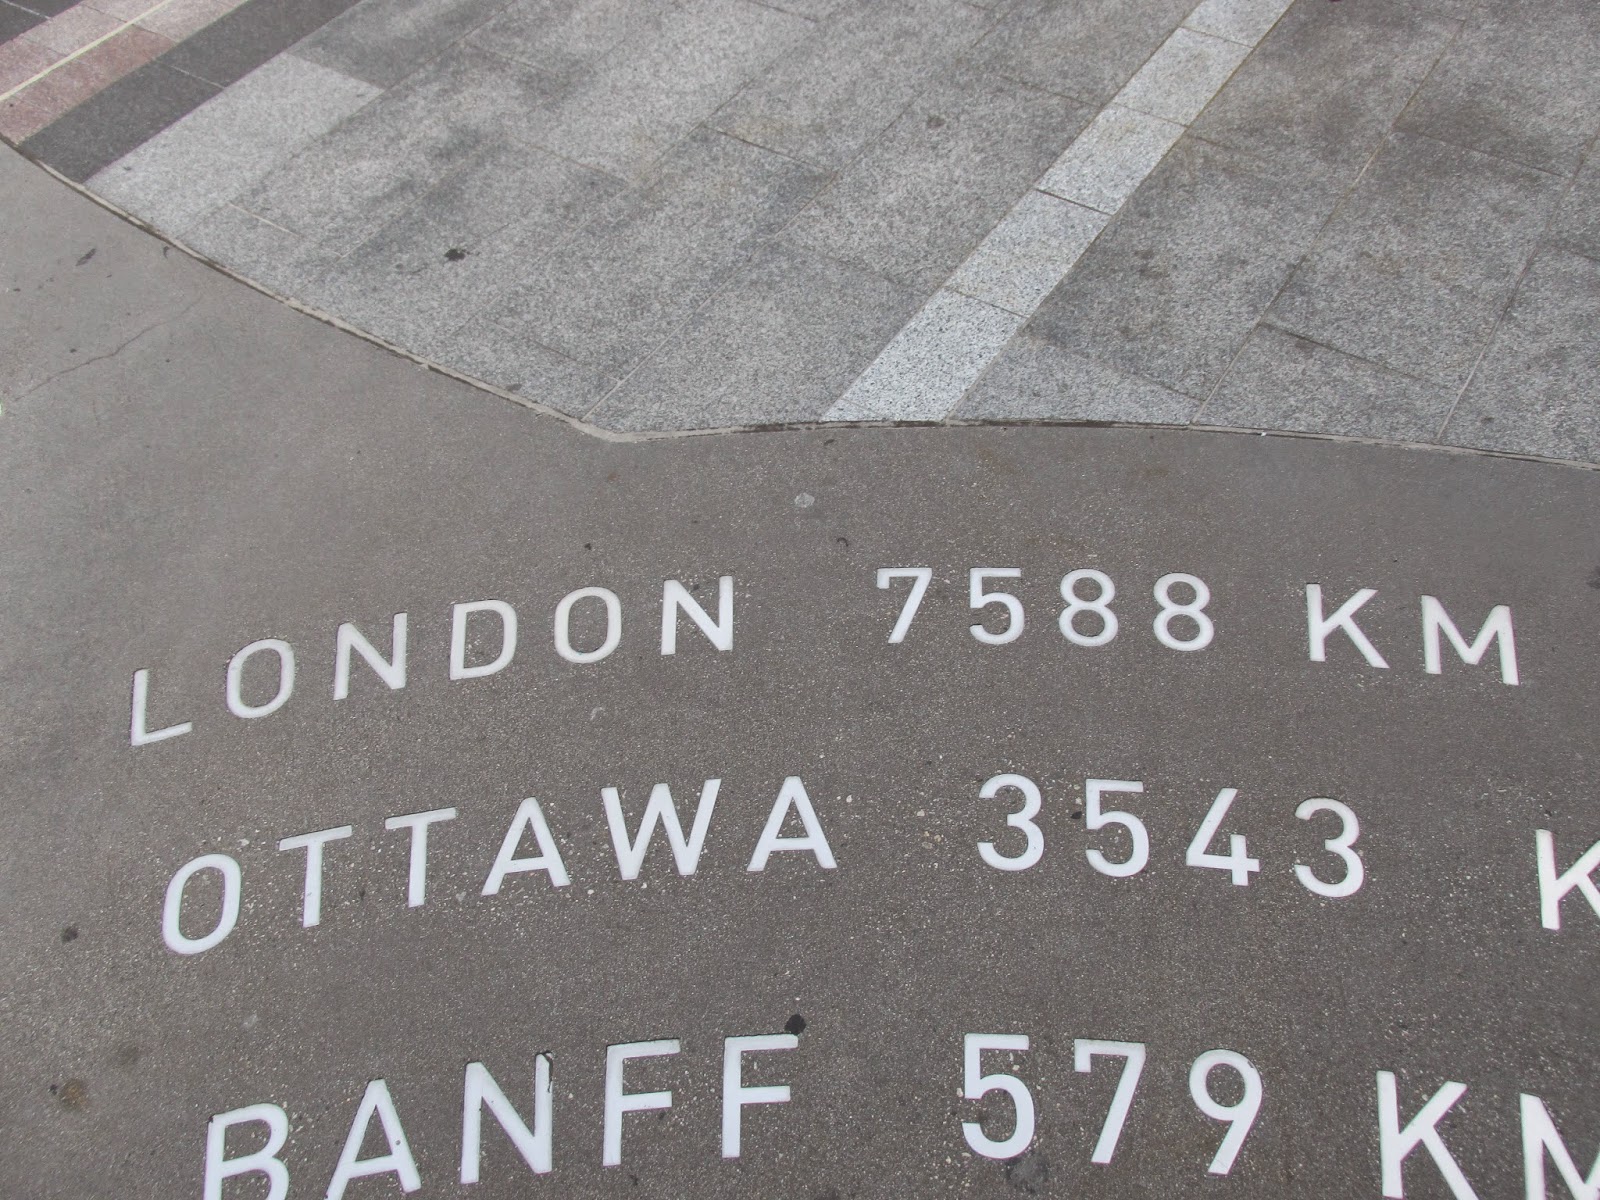 LONDON 7588 KM
OTTAWA 3543 K
BANFF 579 KM